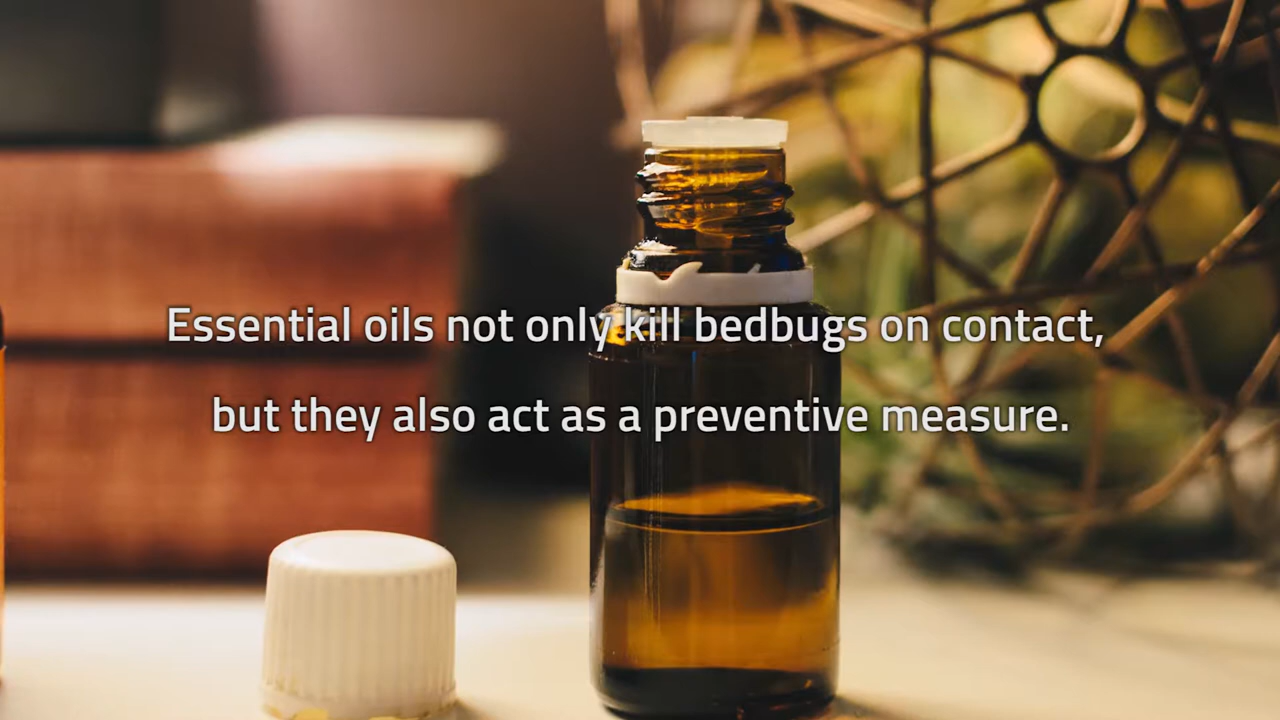 Essential oils not only kill bedbugs on contact,
but they also act as a preventive measure.